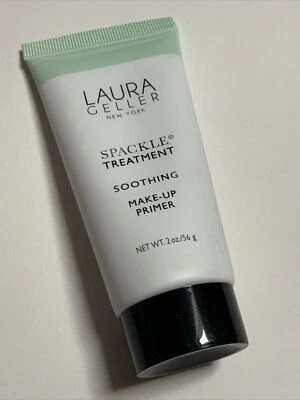 LAURA
GELLER
NEW YORK
SPACKLE®
TREATMENT
SOOTHING
MAKE-UP
PRIMER
NET WT. 2 oz./56 g